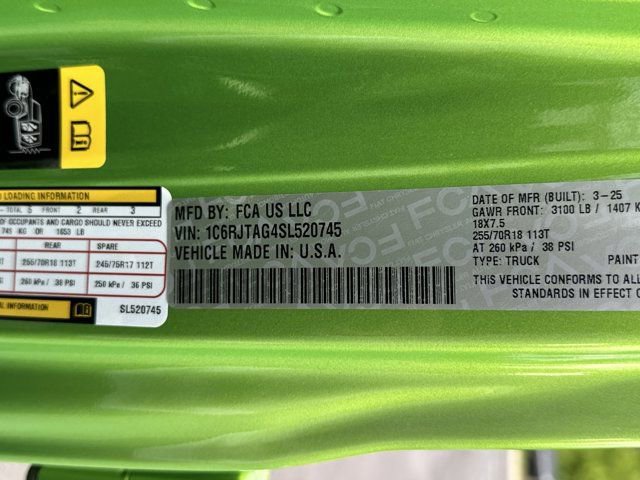 D LOADING INFORMATION
TOTAL 5 FRONT 2 REAR 3
OF OCCUPANTS AND CARGO SHOULD NEVER EXCEED
745 KG OR 1653 LB
REAR SPARE
255/70R18 113T 245/75R17 112T
260 kPa / 38 PSI 250 kPa / 36 PSI
INFORMATION
SL520745
MFD BY: FCA US LLC
VIN: 1C6RJTAG4SL520745
VEHICLE MADE IN: U.S.A.
DATE OF MFR (BUILT): 3-25
GAWR FRONT: 3100 LB / 1407 K
18X7.5
255/70R18 113T
AT 260 kPa / 38 PSI
TYPE: TRUCK PAINT
THIS VEHICLE CONFORMS TO ALL
STANDARDS IN EFFECT O